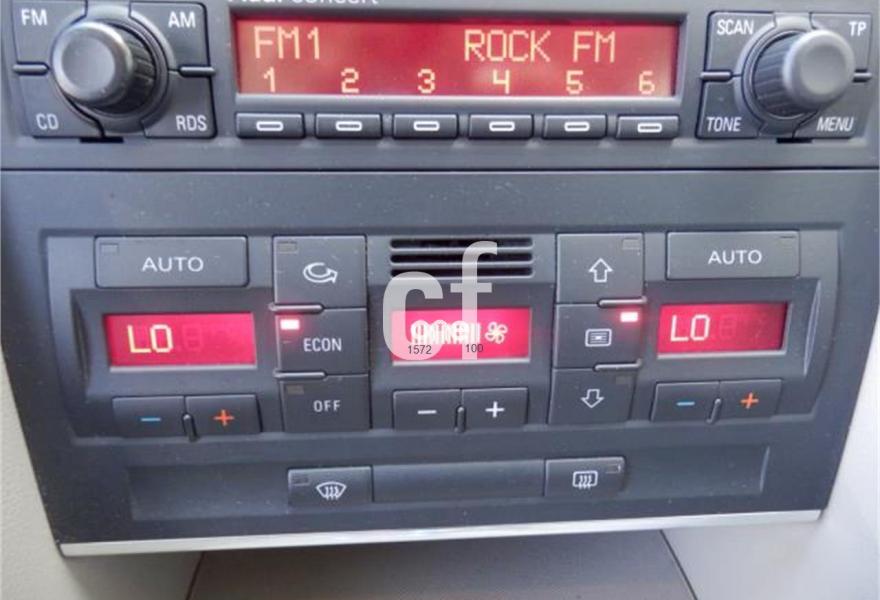 concert
FM AM FM1 ROCK FM SCAN TP
1 2 3 4 5 6
CD RDS TONE MENU
AUTO AUTO
cf
LO LO
ECON
1572 100
OFF
− + − + − +